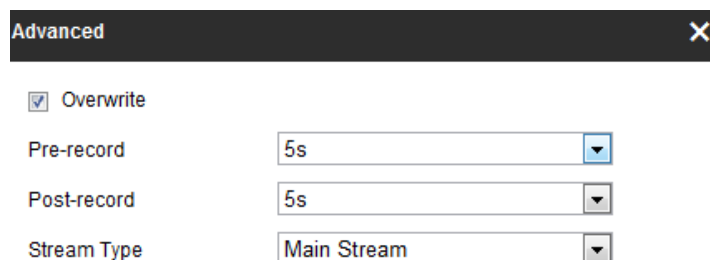 Advanced
Overwrite
Pre-record 5s
Post-record 5s
Stream Type Main Stream